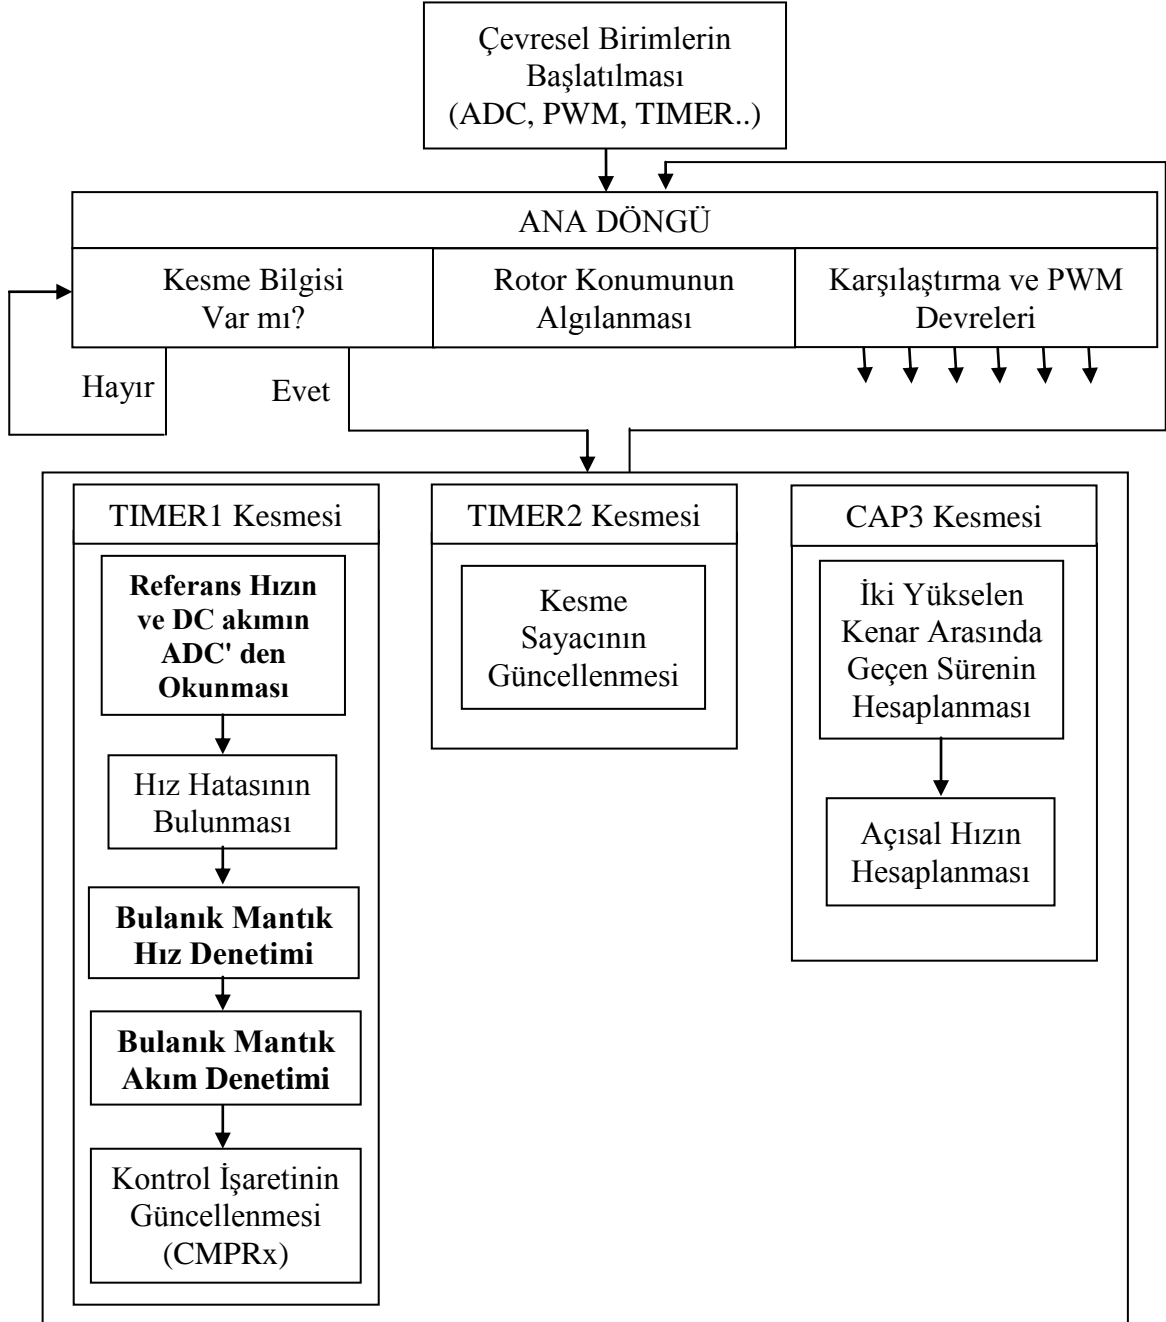 Çevresel Birimlerin
Başlatılması
(ADC, PWM, TIMER..)
ANA DÖNGÜ
Kesme Bilgisi
Var mı?
Rotor Konumunun
Algılanması
Karşılaştırma ve PWM
Devreleri
Hayır
Evet
TIMER1 Kesmesi
Referans Hızın
ve DC akımın
ADC' den
Okunması
Hız Hatasının
Bulunması
Bulanık Mantık
Hız Denetimi
Bulanık Mantık
Akım Denetimi
Kontrol İşaretinin
Güncellenmesi
(CMPRx)
TIMER2 Kesmesi
Kesme
Sayacının
Güncellenmesi
CAP3 Kesmesi
İki Yükselen
Kenar Arasında
Geçen Sürenin
Hesaplanması
Açısal Hızın
Hesaplanması